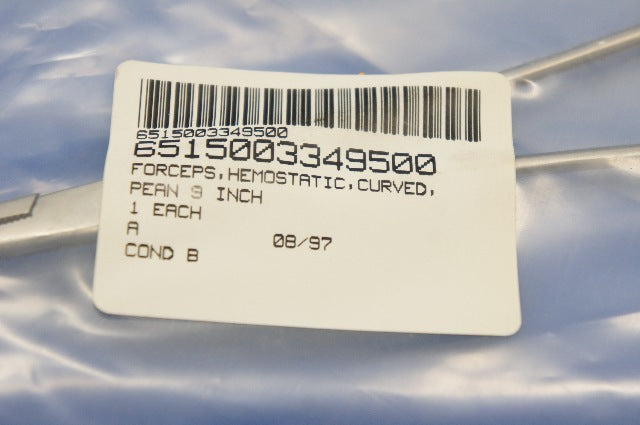 6515003349500
6515003349500
FORCEPS,HEMOSTATIC,CURVED,
PEAN 9 INCH
1 EACH
A
08/97
COND B